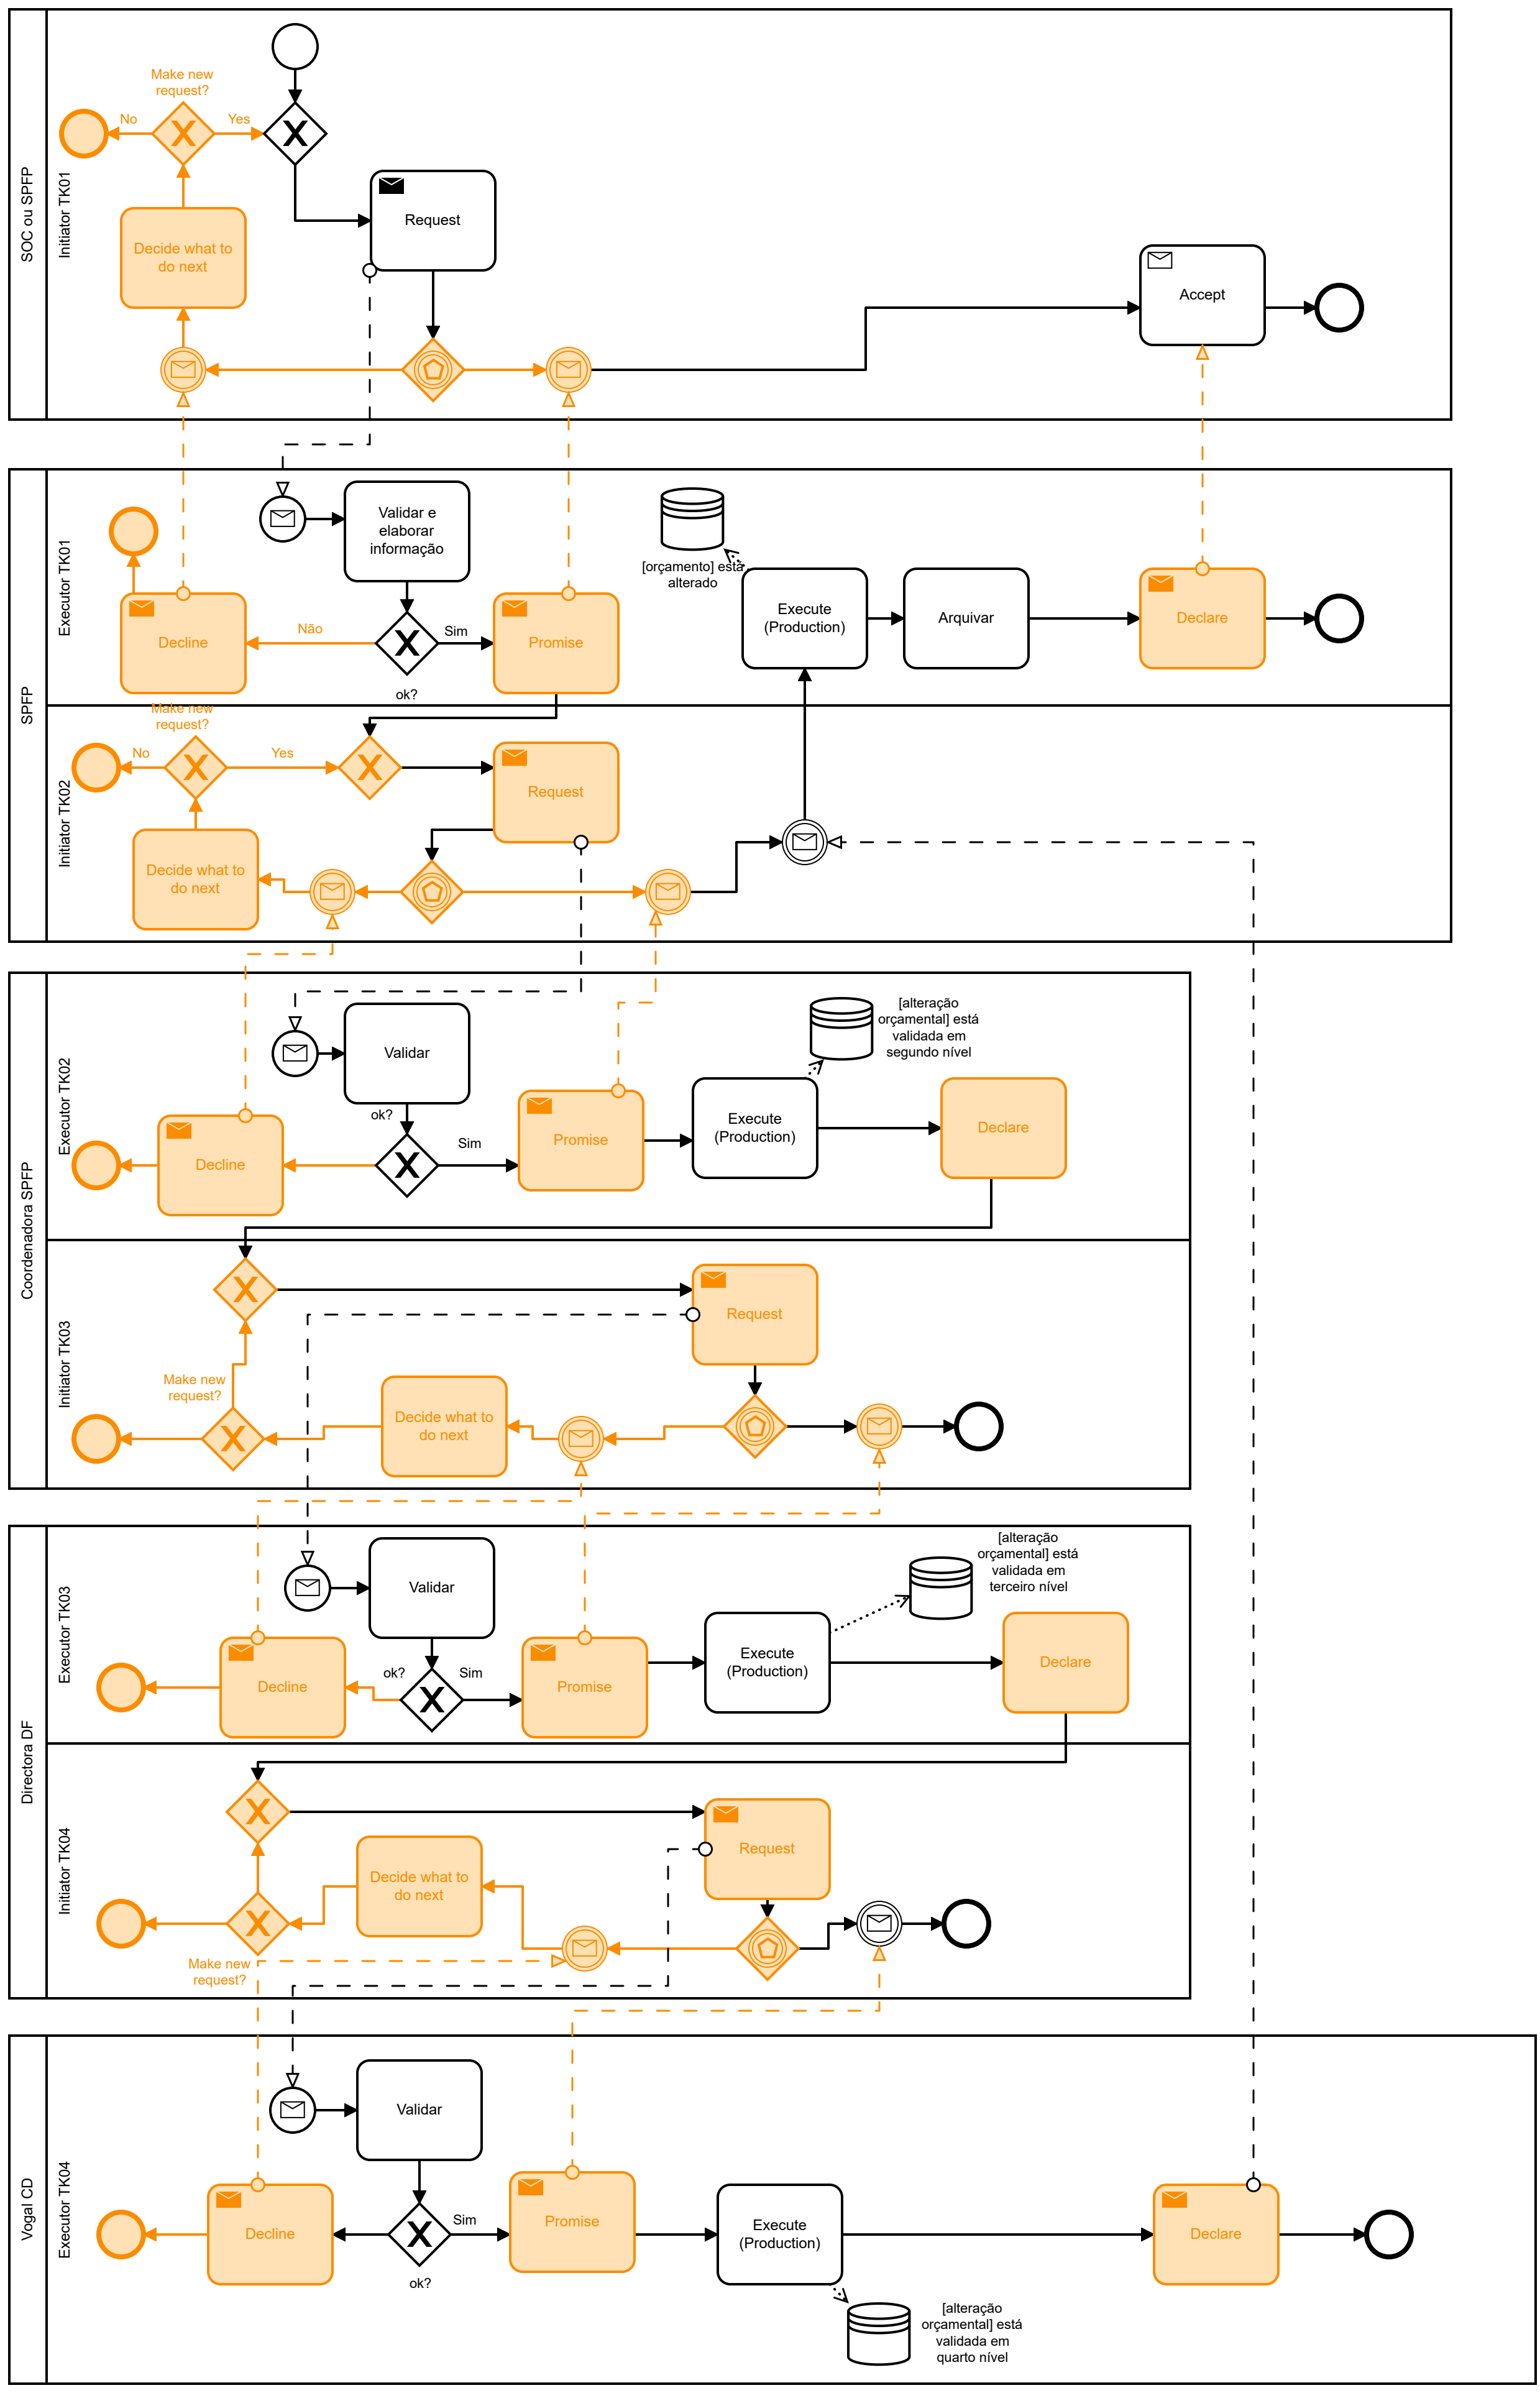 SOC ou SPFP
Initiator TK01
Make new
request?
No
Yes
Request
Decide what to
do next
Accept
SPFP
Executor TK01
Validar e
elaborar
informação
[orçamento] está
alterado
Execute
(Production)
Arquivar
Declare
Decline
Não
Sim
Promise
ok?
Initiator TK02
Make new
request?
No
Yes
Request
Decide what to
do next
Coordenadora SPFP
Executor TK02
Validar
[alteração
orçamental] está
validada em
segundo nível
ok?
Sim
Decline
Promise
Execute
(Production)
Declare
Initiator TK03
Request
Make new
request?
Decide what to
do next
Directora DF
Executor TK03
Validar
[alteração
orçamental] está
validada em
terceiro nível
ok?
Sim
Decline
Promise
Execute
(Production)
Declare
Initiator TK04
Request
Decide what to
do next
Make new
request?
Vogal CD
Executor TK04
Validar
Sim
Decline
Promise
Execute
(Production)
Declare
ok?
[alteração
orçamental] está
validada em
quarto nível